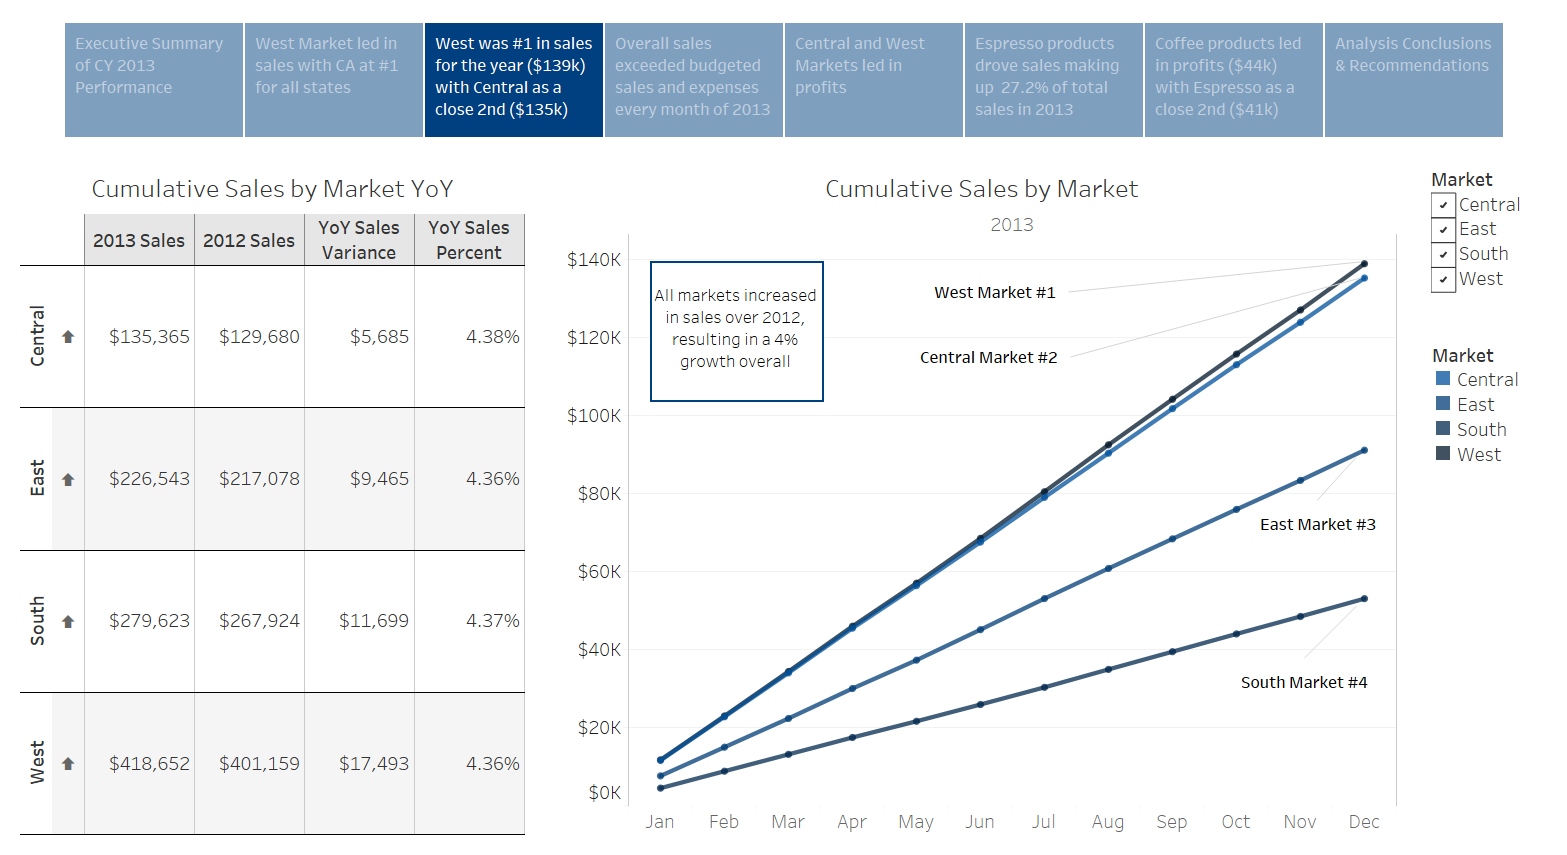 Executive Summary
of CY 2013
Performance
West Market led in
sales with CA at #1
for all states
West was #1 in sales
for the year ($139k)
with Central as a
close 2nd ($135k)
Overall sales
exceeded budgeted
sales and expenses
every month of 2013
Central and West
Markets led in
profits
Espresso products
drove sales making
up 27.2% of total
sales in 2013
Coffee products led
in profits ($44k)
with Espresso as a
close 2nd ($41k)
Analysis Conclusions
& Recommendations
Cumulative Sales by Market YoY
2013 Sales 2012 Sales YoY Sales Variance YoY Sales Percent
Central $135,365 $129,680 $5,685 4.38%
East $226,543 $217,078 $9,465 4.36%
South $279,623 $267,924 $11,699 4.37%
West $418,652 $401,159 $17,493 4.36%
Cumulative Sales by Market
2013
$140K
$120K
$100K
$80K
$60K
$40K
$20K
$0K
All markets increased
in sales over 2012,
resulting in a 4%
growth overall
West Market #1
Central Market #2
East Market #3
South Market #4
Jan Feb Mar Apr May Jun Jul Aug Sep Oct Nov Dec
Market
Central
East
South
West
Market
Central
East
South
West